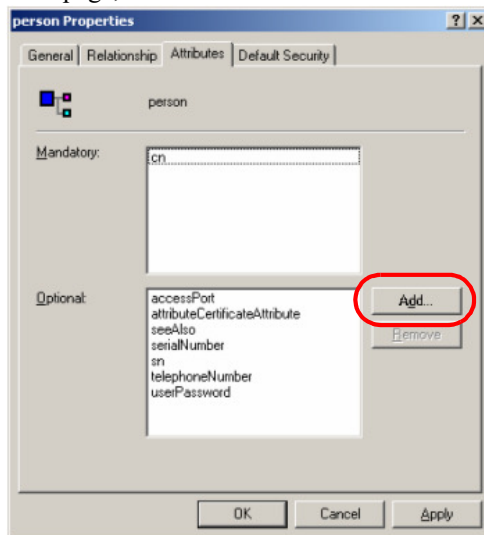 person Properties
General Relationship Attributes Default Security
person
Mandatory:
cn
Optional:
accessPort
attributeCertificateAttribute
seeAlso
serialNumber
sn
telephoneNumber
userPassword
Add...
Remove
OK Cancel Apply